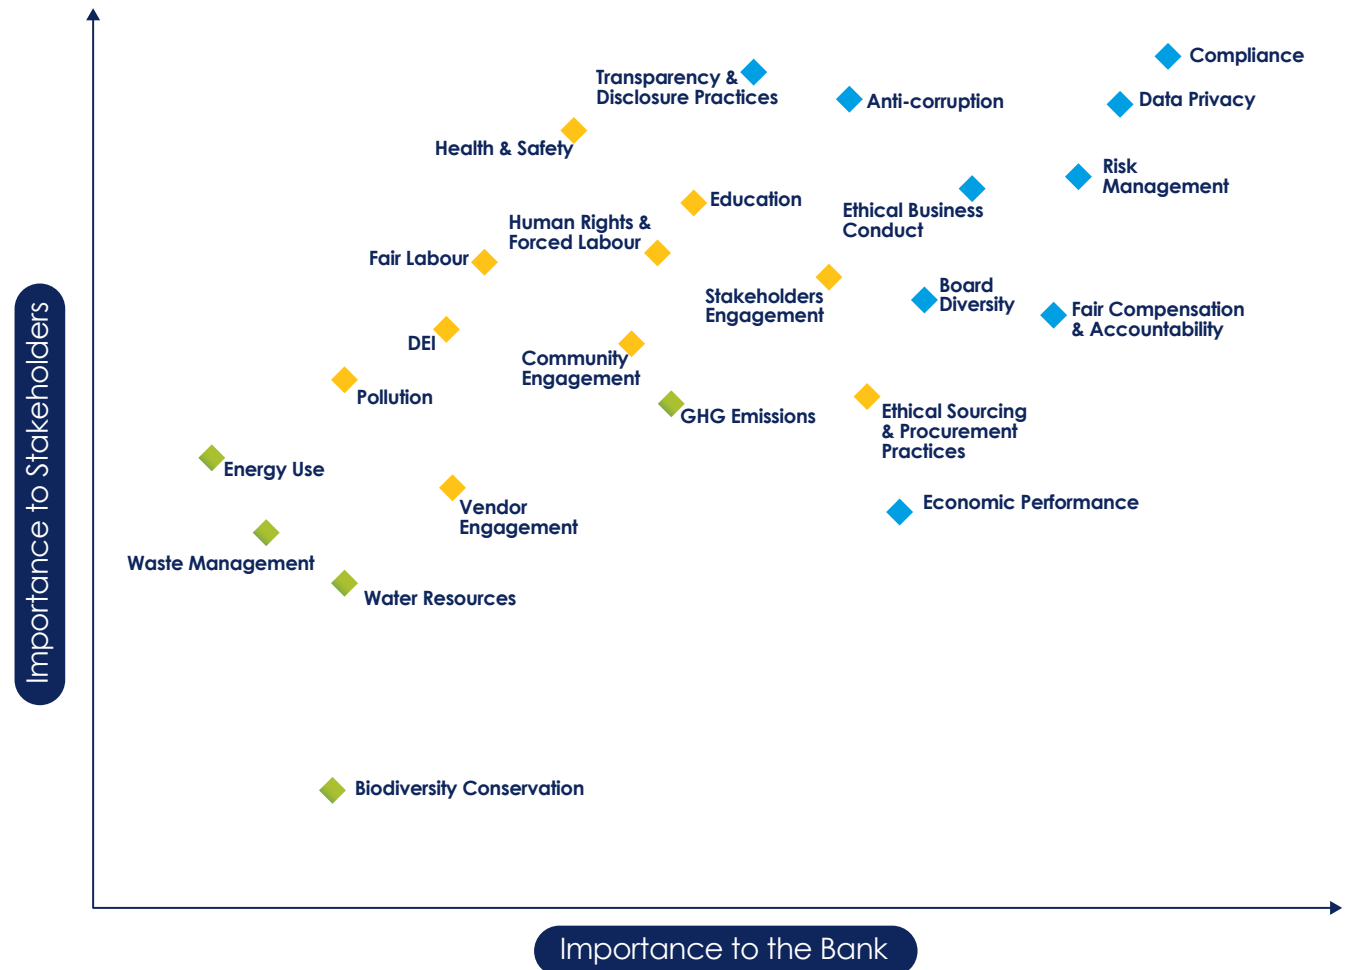 Compliance
Transparency &
Disclosure Practices
Anti-corruption
Data Privacy
Health & Safety
Risk
Management
Education
Ethical Business
Conduct
Human Rights &
Forced Labour
Fair Labour
Stakeholders
Engagement
Board
Diversity
Fair Compensation
& Accountability
DEI
Community
Engagement
Pollution
GHG Emissions
Ethical Sourcing
& Procurement
Practices
Energy Use
Vendor
Engagement
Economic Performance
Waste Management
Water Resources
Biodiversity Conservation
Importance to Stakeholders
Importance to the Bank